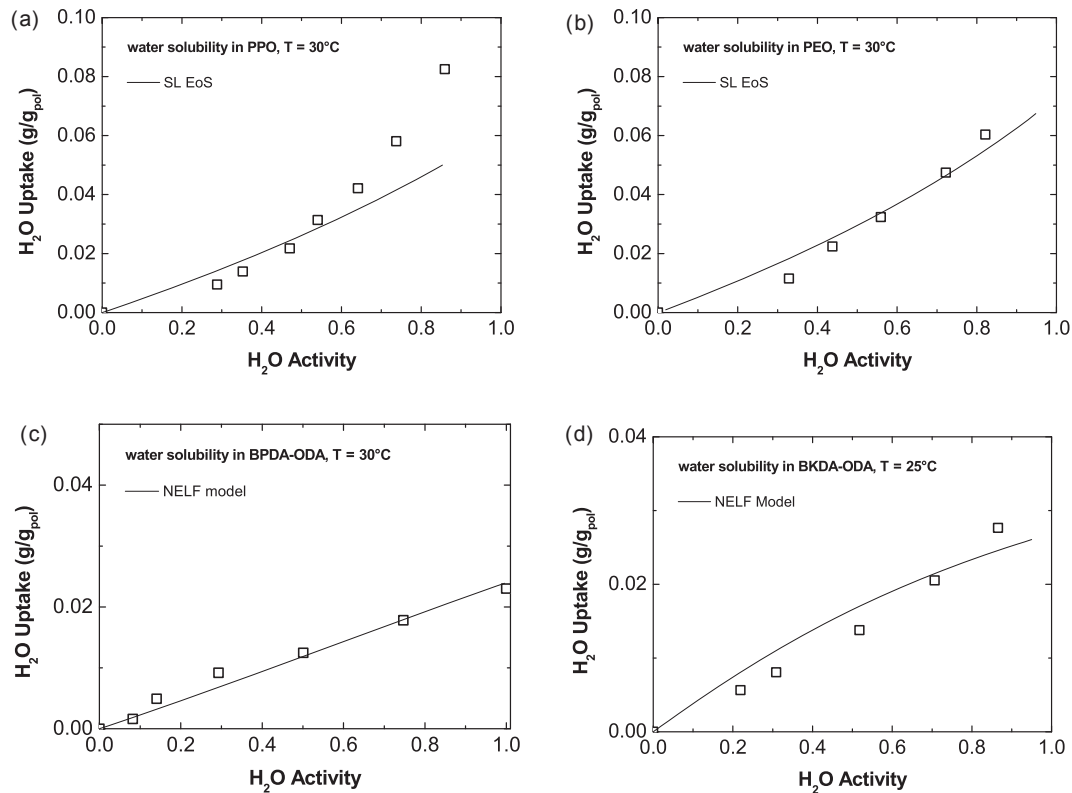 (a)
water solubility in PPO, T = 30°C
SL EoS
H₂O Uptake (g/gₚₒₗ)
0.10
0.08
0.06
0.04
0.02
0.00
0.0 0.2 0.4 0.6 0.8 1.0
H₂O Activity
(b)
water solubility in PEO, T = 30°C
SL EoS
H₂O Uptake (g/gₚₒₗ)
0.10
0.08
0.06
0.04
0.02
0.00
0.0 0.2 0.4 0.6 0.8 1.0
H₂O Activity
(c)
water solubility in BPDA-ODA, T = 30°C
NELF model
H₂O Uptake (g/gₚₒₗ)
0.04
0.02
0.00
0.0 0.2 0.4 0.6 0.8 1.0
H₂O Activity
(d)
water solubility in BKDA-ODA, T = 25°C
NELF Model
H₂O Uptake (g/gₚₒₗ)
0.04
0.02
0.00
0.0 0.2 0.4 0.6 0.8 1.0
H₂O Activity